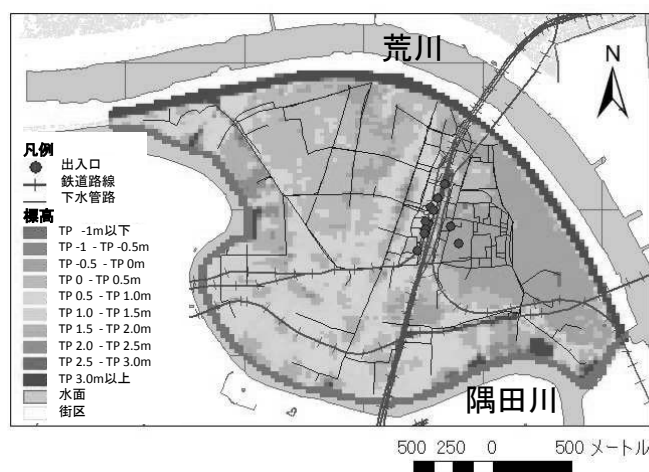 荒川
N
凡例
出入口
鉄道路線
下水管路
標高
TP -1m以下
TP -1 - TP -0.5m
TP -0.5 - TP 0m
TP 0 - TP 0.5m
TP 0.5 - TP 1.0m
TP 1.0 - TP 1.5m
TP 1.5 - TP 2.0m
TP 2.0 - TP 2.5m
TP 2.5 - TP 3.0m
TP 3.0m以上
水面
街区
隅田川
500 250 0 500 メートル